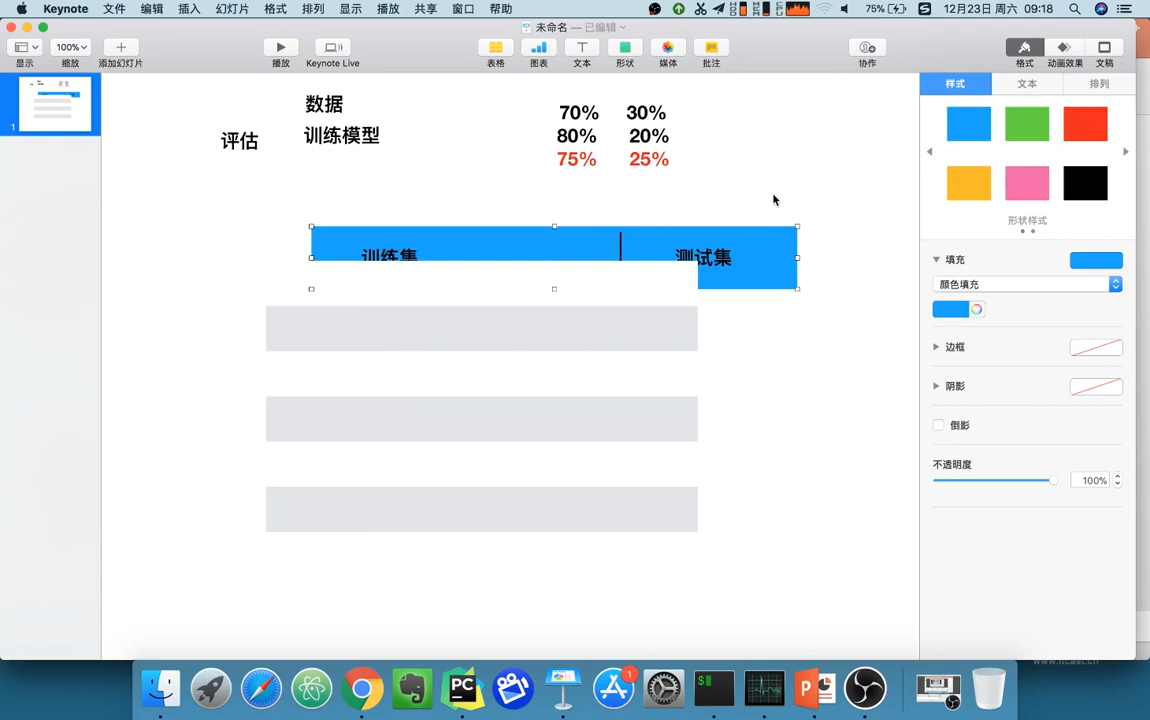 Keynote 文件 编辑 插入 幻灯片 格式 排列 显示 播放 共享 窗口 帮助 75% 12月23日 周六 09:18
未命名 — 已编辑
100%
显示 缩放 添加幻灯片 播放 Keynote Live 表格 图表 文本 形状 媒体 批注 协作 格式 动画效果 文稿
样式 文本 排列
1
数据 70% 30%
评估 训练模型 80% 20%
75% 25%
训练集 测试集
形状样式
填充
颜色填充
边框
阴影
倒影
不透明度
100%
www.itcast.cn
PC
1
$
P